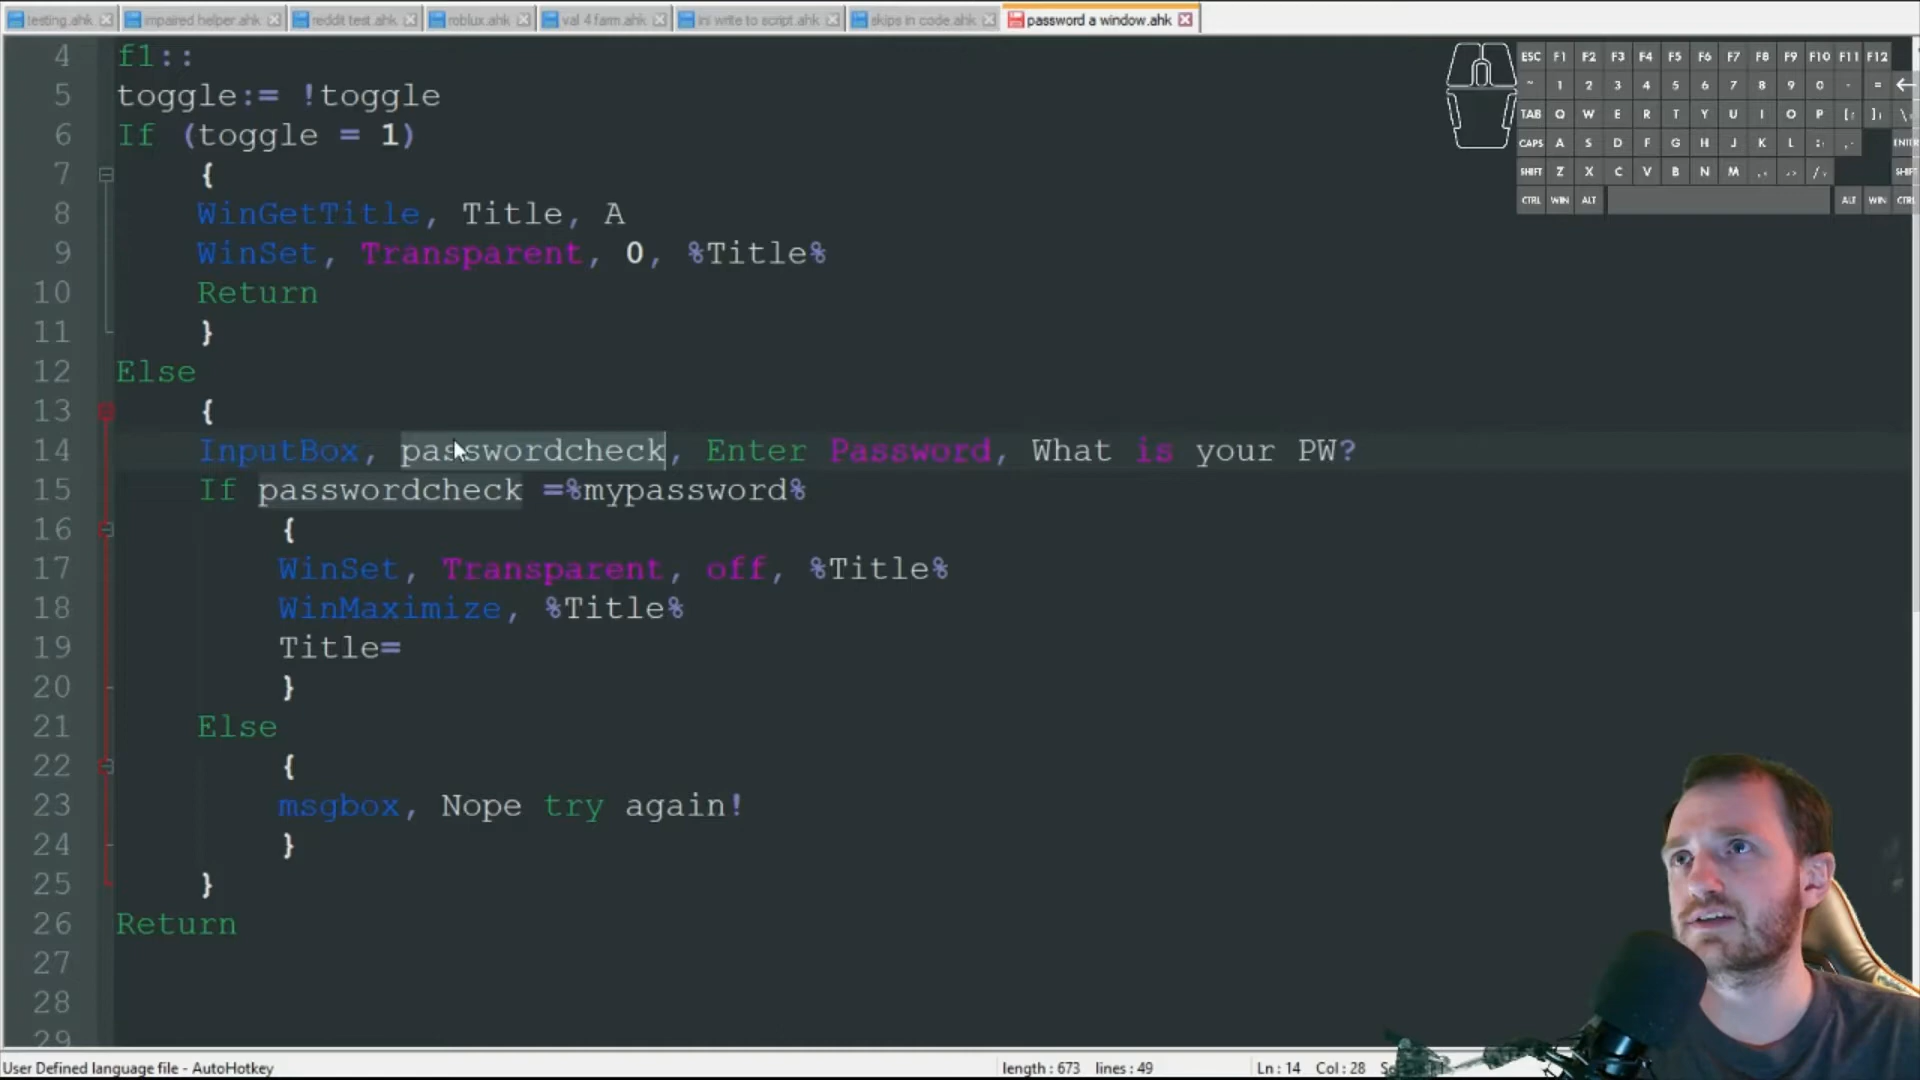 testing.ahk impaired helper.ahk reddit test.ahk roblux.ahk val 4 farm.ahk ini write to script.ahk skips in code.ahk password a window.ahk
4 f1::
5 toggle:= !toggle
6 If (toggle = 1)
7 {
8 WinGetTitle, Title, A
9 WinSet, Transparent, 0, %Title%
10 Return
11 }
12 Else
13 {
14 InputBox, passwordcheck, Enter Password, What is your PW?
15 If passwordcheck =%mypassword%
16 {
17 WinSet, Transparent, off, %Title%
18 WinMaximize, %Title%
19 Title=
20 }
21 Else
22 {
23 msgbox, Nope try again!
24 }
25 }
26 Return
27
28
29
ESC F1 F2 F3 F4 F5 F6 F7 F8 F9 F10 F11 F12
~ 1 2 3 4 5 6 7 8 9 0 - = ←
TAB Q W E R T Y U I O P [ ] \
CAPS A S D F G H J K L ENTER
SHIFT Z X C V B N M SHIFT
CTRL WIN ALT ALT WIN CTRL
User Defined language file - AutoHotkey length : 673 lines : 49 Ln : 14 Col : 28